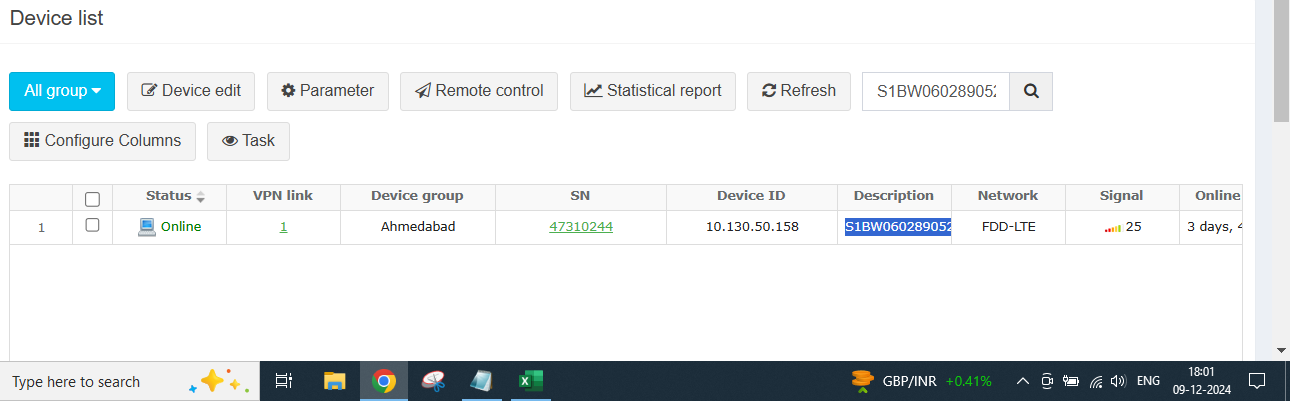 Device list
All group Device edit Parameter Remote control Statistical report Refresh S1BW060289052
Configure Columns Task
Status VPN link Device group SN Device ID Description Network Signal Online
1 Online 1 Ahmedabad 47310244 10.130.50.158 S1BW060289052 FDD-LTE 25 3 days, 4
Type here to search GBP/INR +0.41% ENG 18:01
09-12-2024